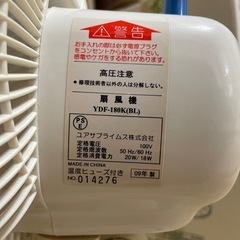 警告
お手入れの際は必ず電源プラグ
をコンセントから抜いて下さい。
感電やケガをする恐れがあります。
高圧注意
※修理技術者以外の人は分解しない。
扇風機
YDF-180K(BL)
PSE
ユアサプライムス株式会社
定格電圧 100V
定格周波数 50 Hz/60 Hz
定格消費電力 20W/18W
MADE IN CHINA
温度ヒューズ付き
09年製
NO 014276